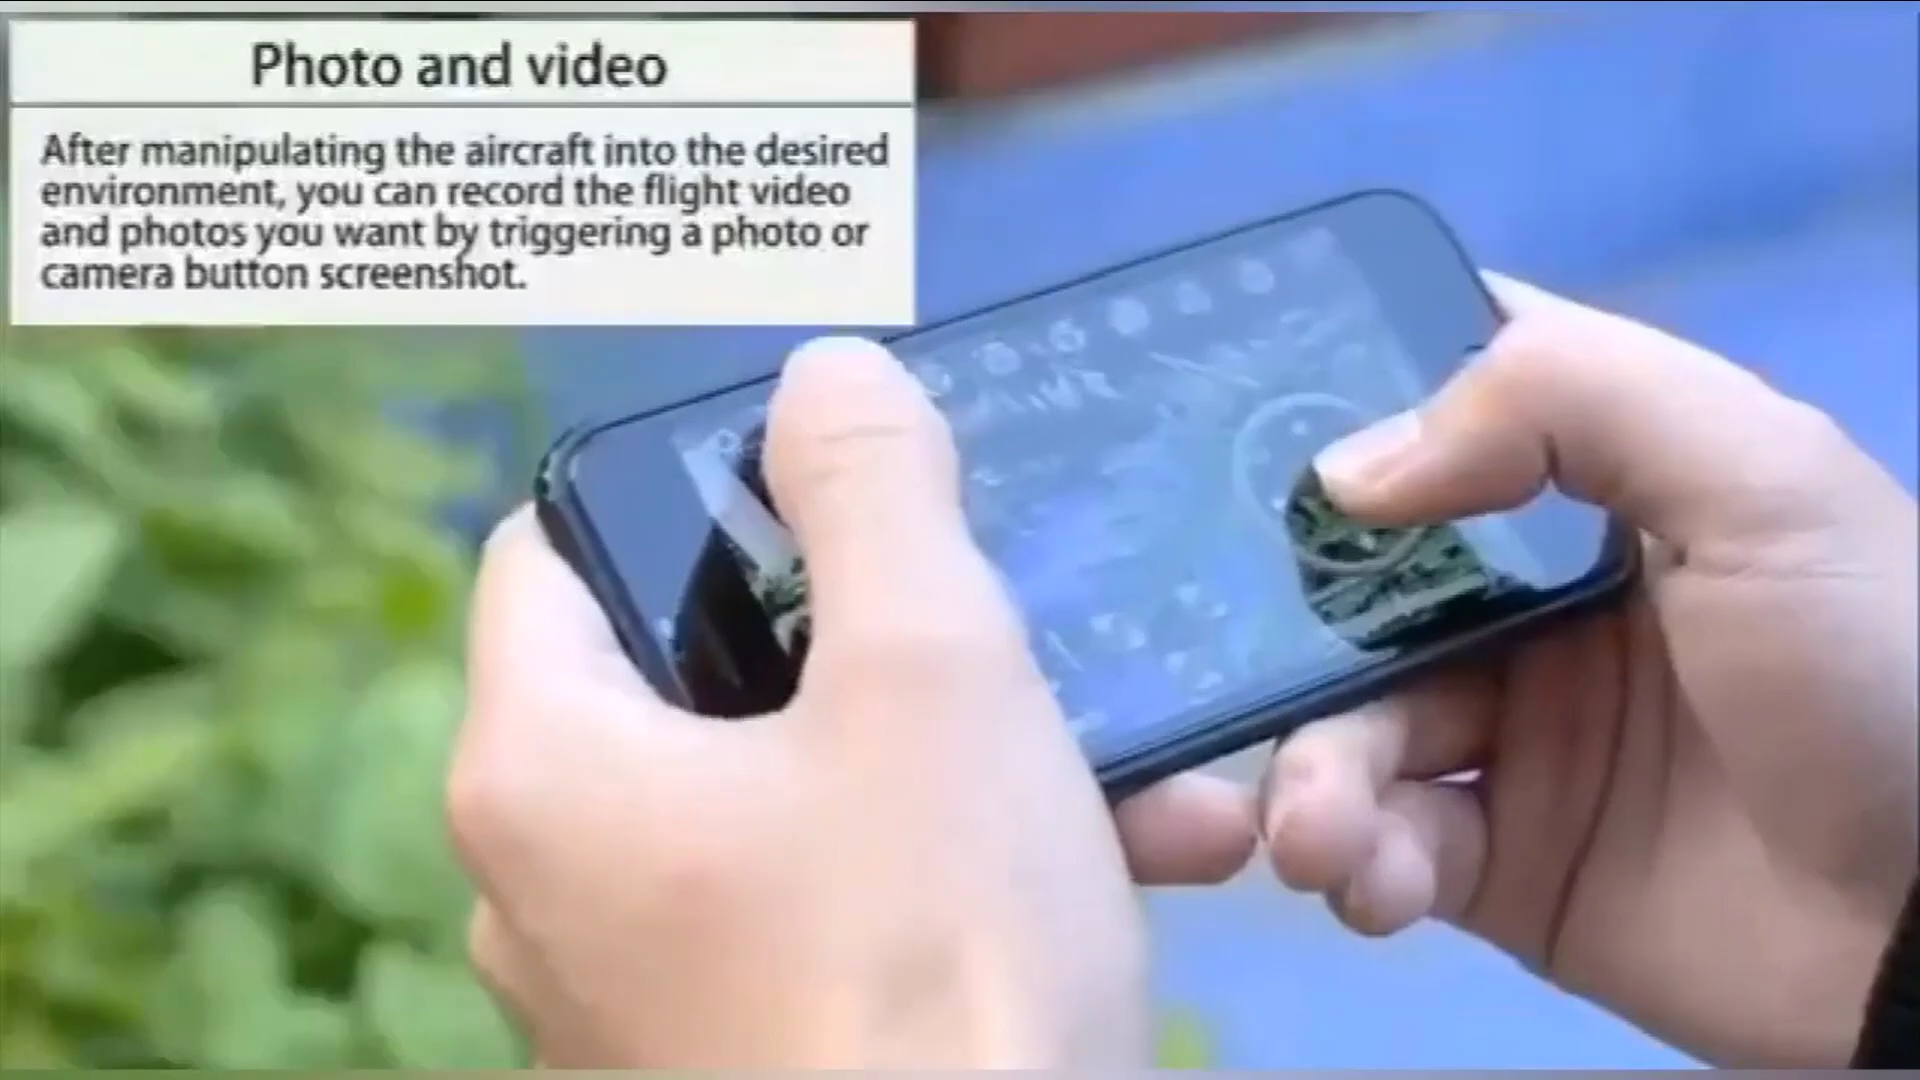 Photo and video
After manipulating the aircraft into the desired
environment, you can record the flight video
and photos you want by triggering a photo or
camera button screenshot.